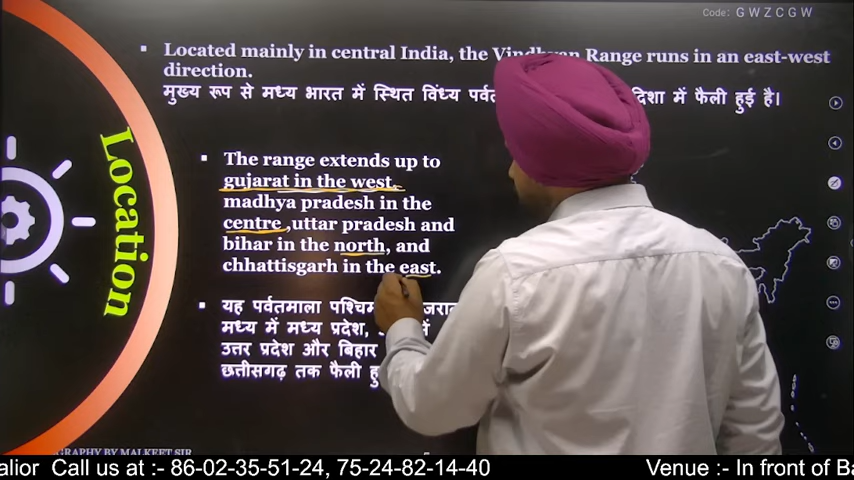 Code: G W Z C G W
Located mainly in central India, the Vindhyan Range runs in an east-west
direction.
मुख्य रूप से मध्य भारत में स्थित विंध्य दिशा में फैली हुई है।
Location
The range extends up to
gujarat in the west,
madhya pradesh in the
centre ,uttar pradesh and
bihar in the north, and
chhattisgarh in the east.
यह पर्वतमाला
मध्य में मध्य प्रदेश,
उत्तर प्रदेश और बिहार
छत्तीसगढ़ तक फैली
GRAPHY BY MALKEET SIR
alior Call us at :- 86-02-35-51-24, 75-24-82-14-40 Venue :- In front of Ba